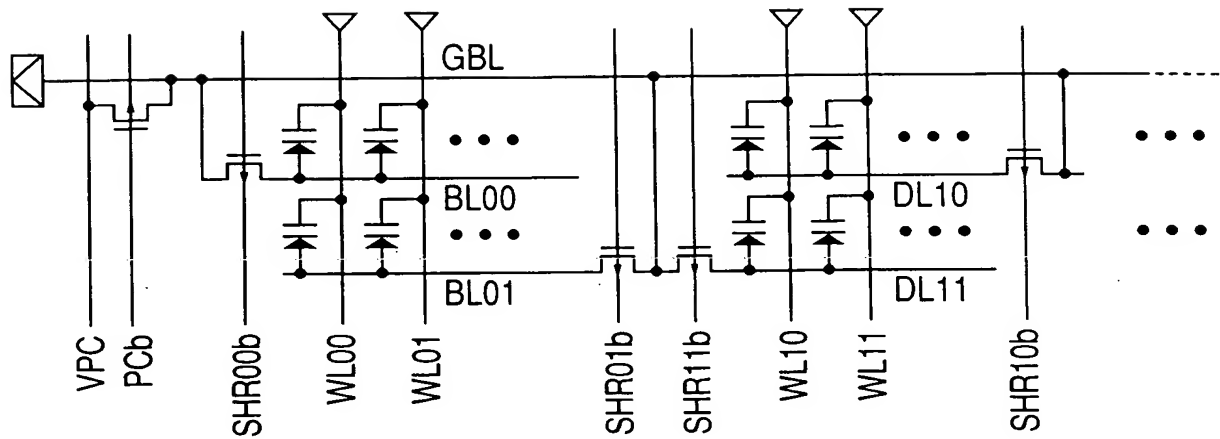 GBL
BL00
DL10
BL01
DL11
VPC
PCb
SHR00b
WL00
WL01
SHR01b
SHR11b
WL10
WL11
SHR10b